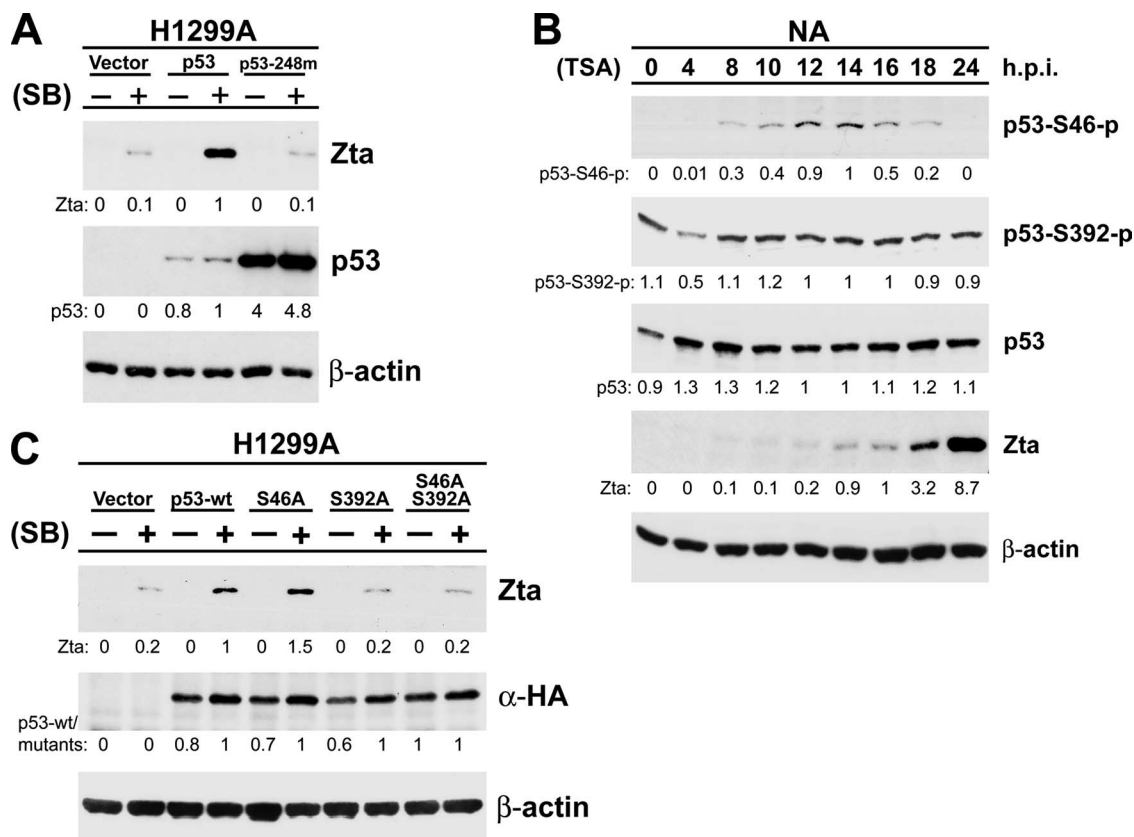 A
H1299A
Vector p53 p53-248m
(SB) – + – + – +
Zta
Zta: 0 0.1 0 1 0 0.1
p53
p53: 0 0 0.8 1 4 4.8
β-actin
B
NA
(TSA) 0 4 8 10 12 14 16 18 24 h.p.i.
p53-S46-p
p53-S46-p: 0 0.01 0.3 0.4 0.9 1 0.5 0.2 0
p53-S392-p
p53-S392-p: 1.1 0.5 1.1 1.2 1 1 1 0.9 0.9
p53
p53: 0.9 1.3 1.3 1.2 1 1 1.1 1.2 1.1
Zta
Zta: 0 0 0.1 0.1 0.2 0.9 1 3.2 8.7
β-actin
C
H1299A
Vector p53-wt S46A S392A S46A
S392A
(SB) – + – + – + – + – +
Zta
Zta: 0 0.2 0 1 0 1.5 0 0.2 0 0.2
α-HA
p53-wt/
mutants: 0 0 0.8 1 0.7 1 0.6 1 1 1
β-actin